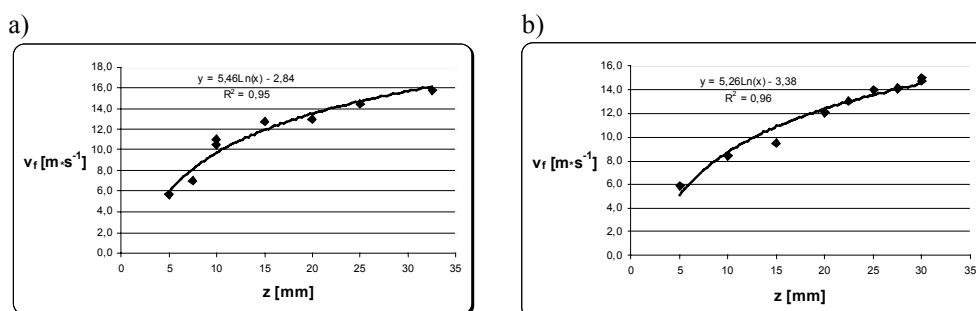 a)
18,0
16,0
14,0
12,0
10,0
8,0
6,0
4,0
2,0
0,0
y = 5,46Ln(x) - 2,84
R² = 0,95
v_f [m*s⁻¹]
0 5 10 15 20 25 30 35
z [mm]
b)
16,0
14,0
12,0
10,0
8,0
6,0
4,0
2,0
0,0
y = 5,26Ln(x) - 3,38
R² = 0,96
v_f [m*s⁻¹]
0 5 10 15 20 25 30 35
z [mm]